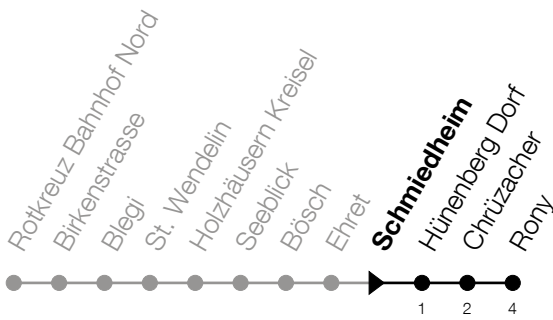 Rotkreuz Bahnhof Nord
Birkenstrasse
Blegi
St. Wendelin
Holzhäusern Kreisel
Seeblick
Bösch
Ehret
Schmiedheim
Hünenberg Dorf
Chrüzacher
Rony
1 2 4